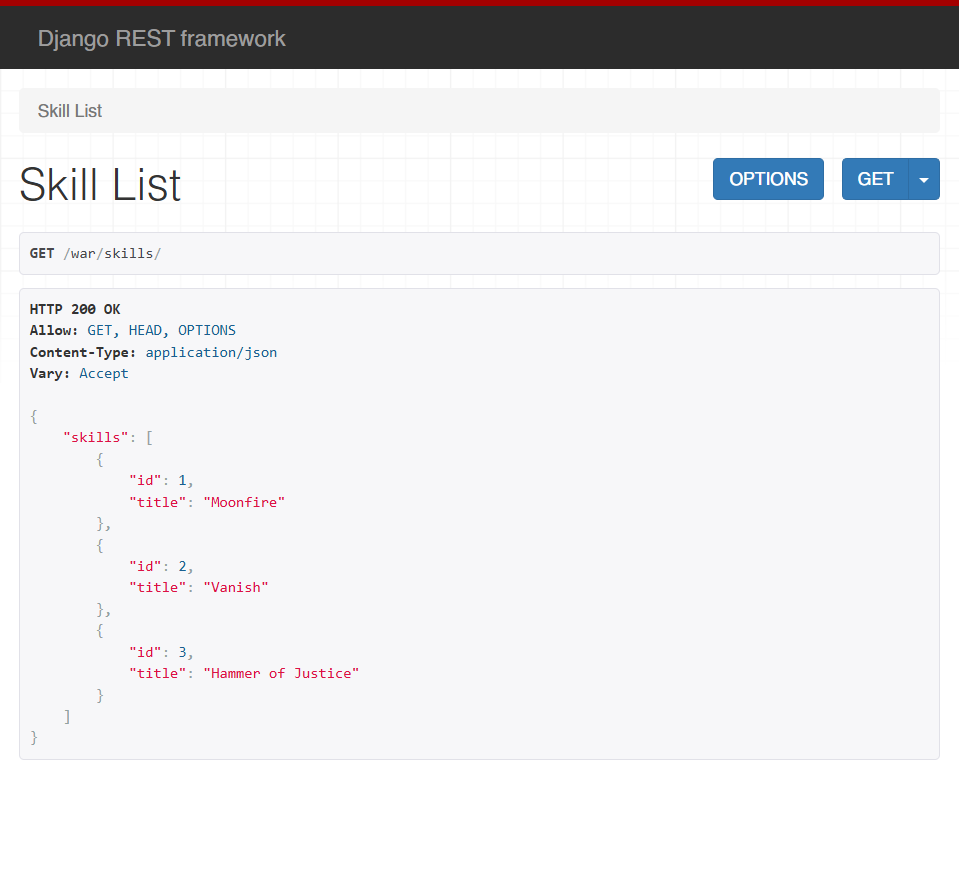 Django REST framework
Skill List
Skill List
OPTIONS
GET
GET /war/skills/
HTTP 200 OK
Allow: GET, HEAD, OPTIONS
Content-Type: application/json
Vary: Accept
{
    "skills": [
        {
            "id": 1,
            "title": "Moonfire"
        },
        {
            "id": 2,
            "title": "Vanish"
        },
        {
            "id": 3,
            "title": "Hammer of Justice"
        }
    ]
}